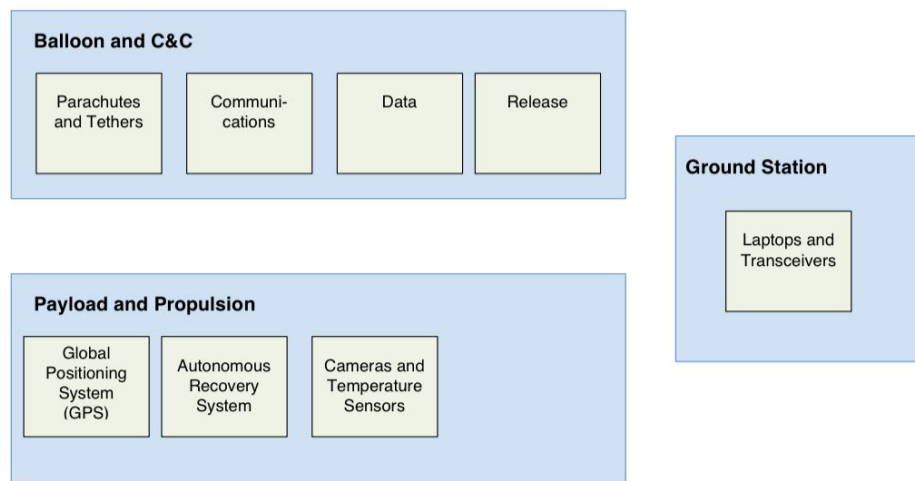 Balloon and C&C
Parachutes
and Tethers
Communi-
cations
Data
Release
Ground Station
Laptops and
Transceivers
Payload and Propulsion
Global
Positioning
System
(GPS)
Autonomous
Recovery
System
Cameras and
Temperature
Sensors